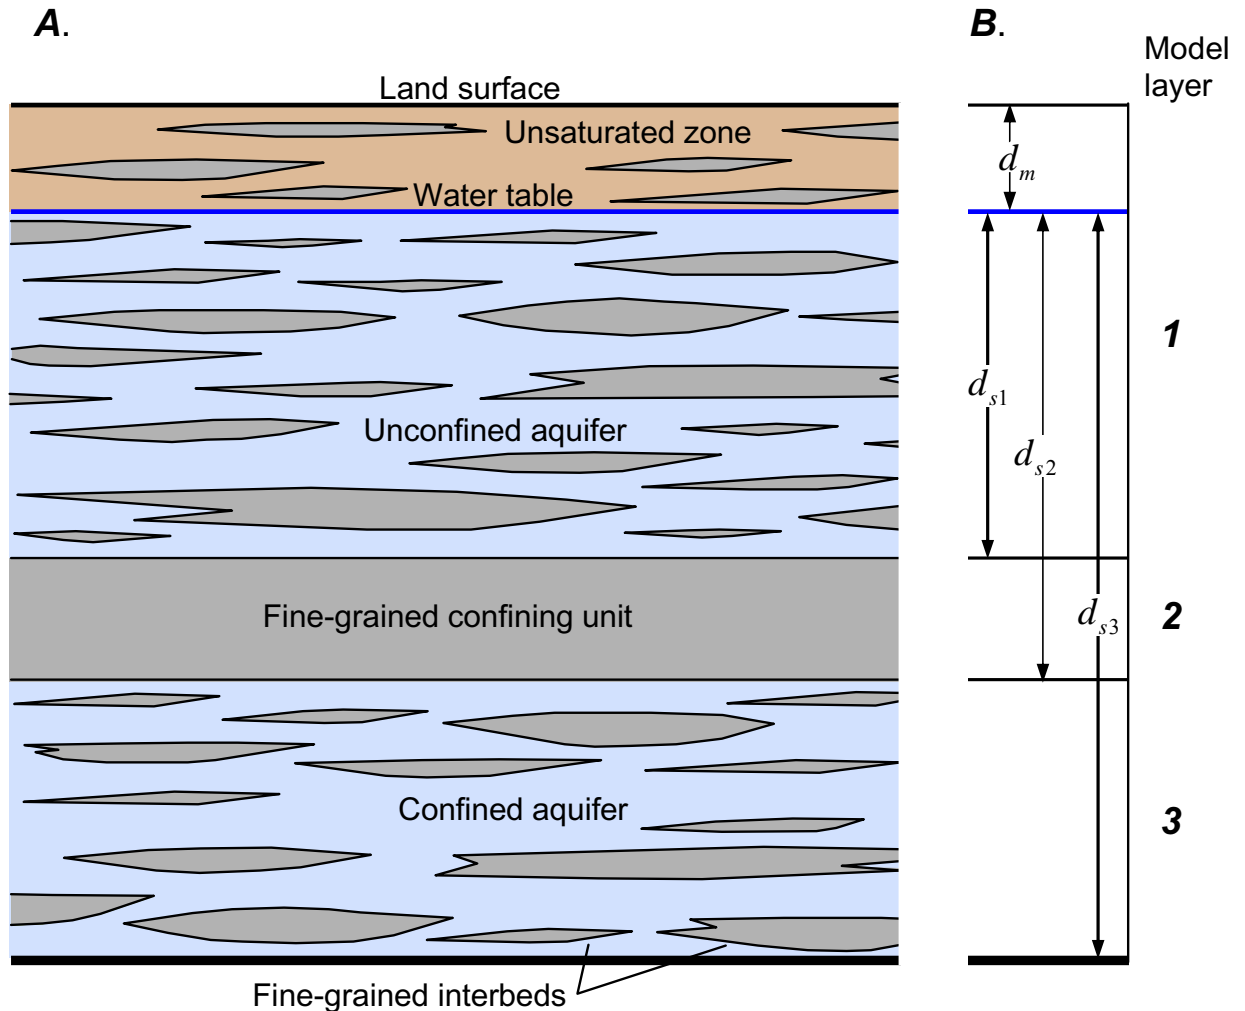 A.
B.
Model
layer
Land surface
Unsaturated zone
d_m
Water table
1
d_s1
Unconfined aquifer
d_s2
Fine-grained confining unit
d_s3
2
Confined aquifer
3
Fine-grained interbeds